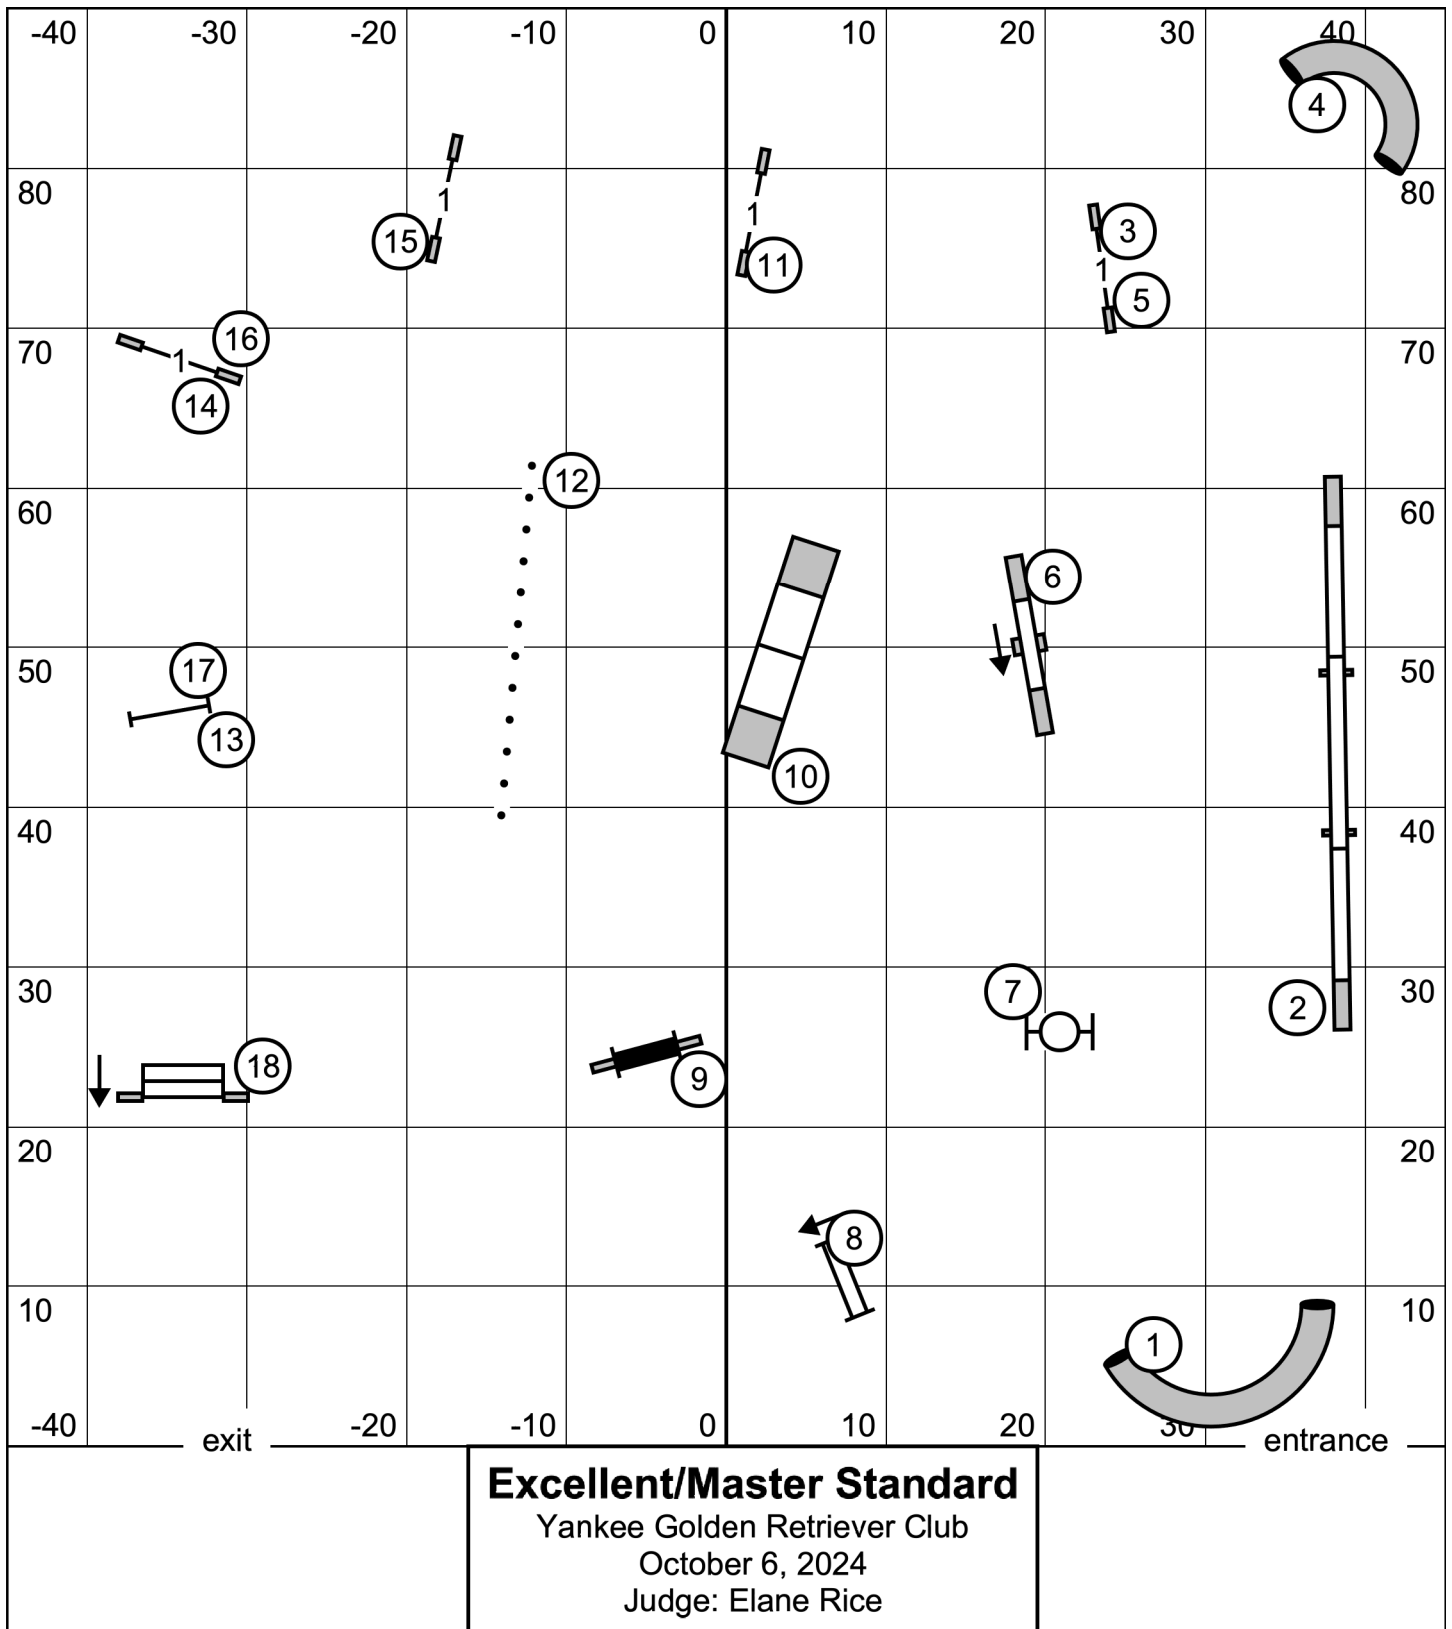 -40 -30 -20 -10 0 10 20 30 40
4
80 1 1 3 80
15 11 1
5
70 16 70
1
14
12
60 60
6
17
50 50
13
10
40 40
30 7 2 30
18 9
20 20
8
10 1 10
-40 -20 -10 0 10 20 30
exit entrance
Excellent/Master Standard
Yankee Golden Retriever Club
October 6, 2024
Judge: Elane Rice